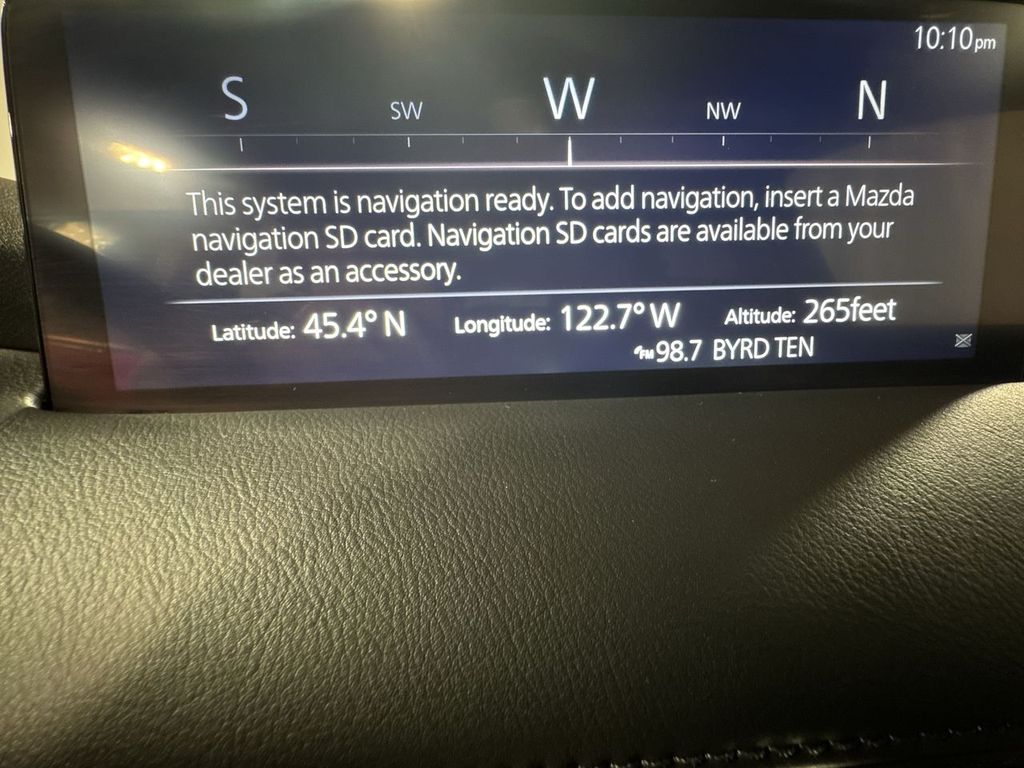 10:10pm
S SW W NW N
This system is navigation ready. To add navigation, insert a Mazda
navigation SD card. Navigation SD cards are available from your
dealer as an accessory.
Latitude: 45.4° N Longitude: 122.7° W Altitude: 265feet
FM 98.7 BYRD TEN